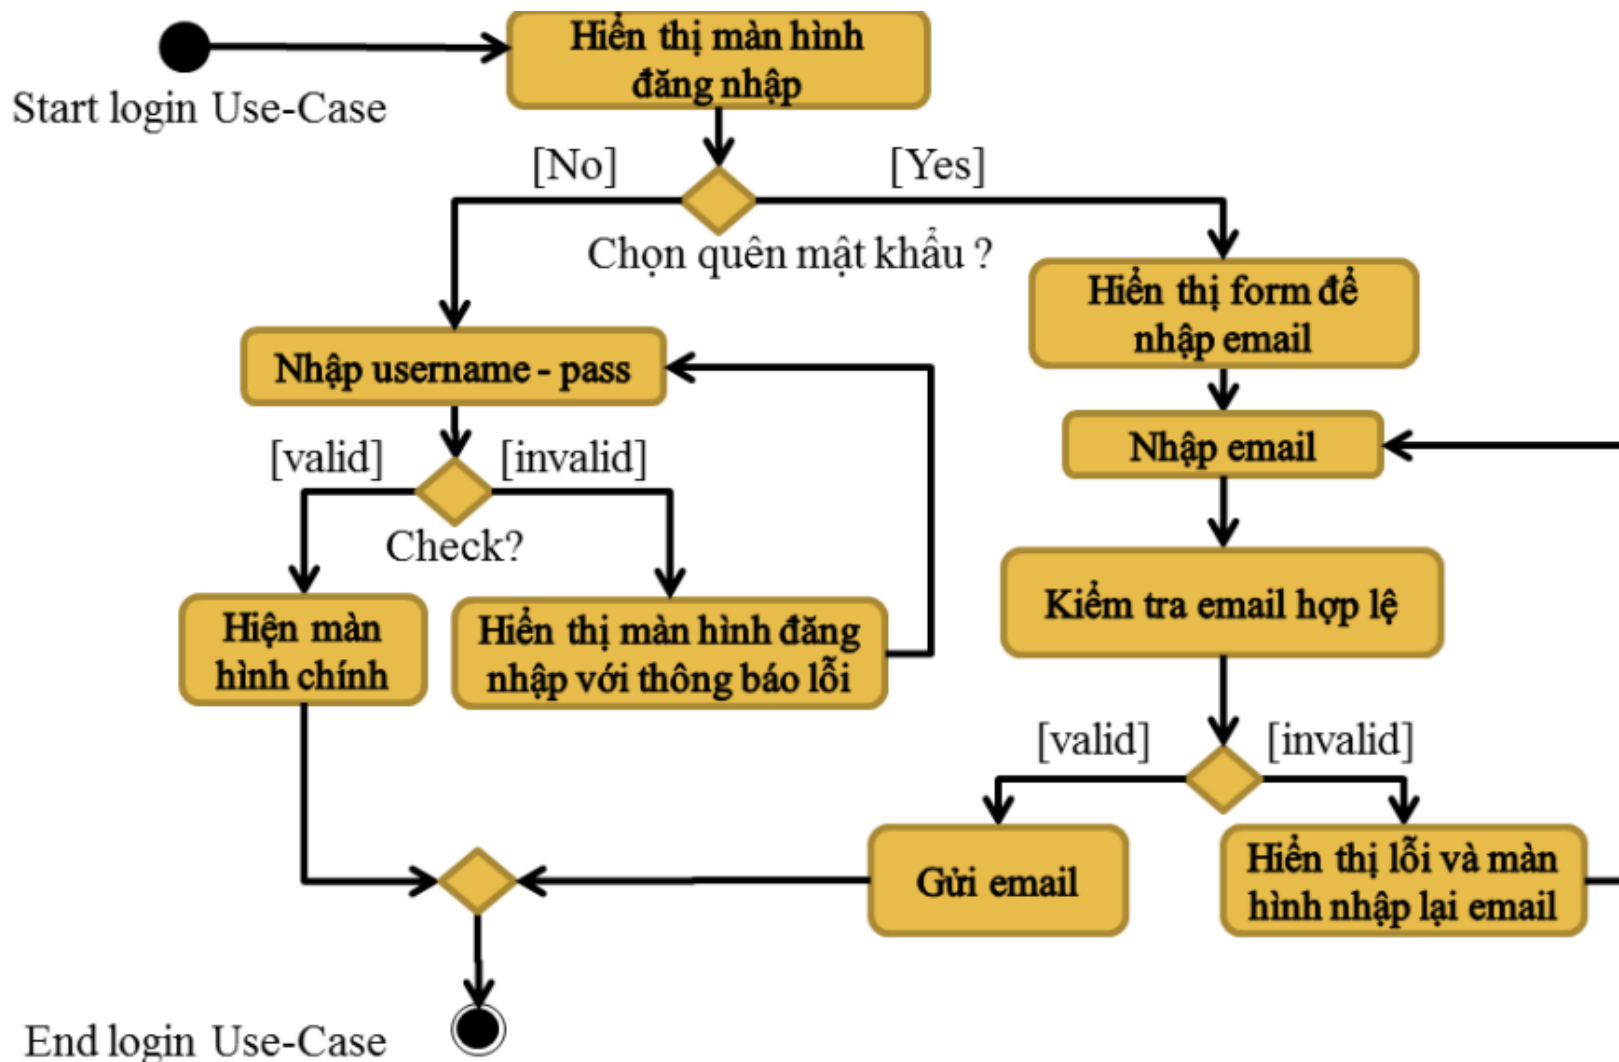 Hiển thị màn hình
đăng nhập
Start login Use-Case
[No]
[Yes]
Chọn quên mật khẩu ?
Hiển thị form để
nhập email
Nhập username - pass
Nhập email
[valid]
[invalid]
Check?
Kiểm tra email hợp lệ
Hiện màn
hình chính
Hiển thị màn hình đăng
nhập với thông báo lỗi
[valid]
[invalid]
Gửi email
Hiển thị lỗi và màn
hình nhập lại email
End login Use-Case